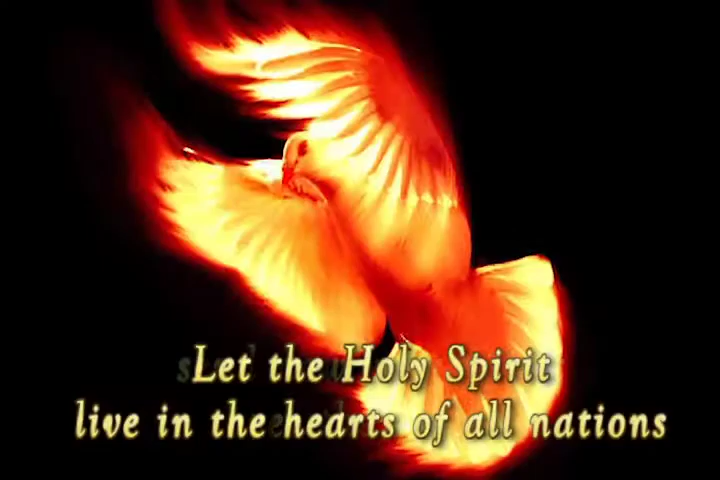 Let the Holy Spirit
live in the hearts of all nations